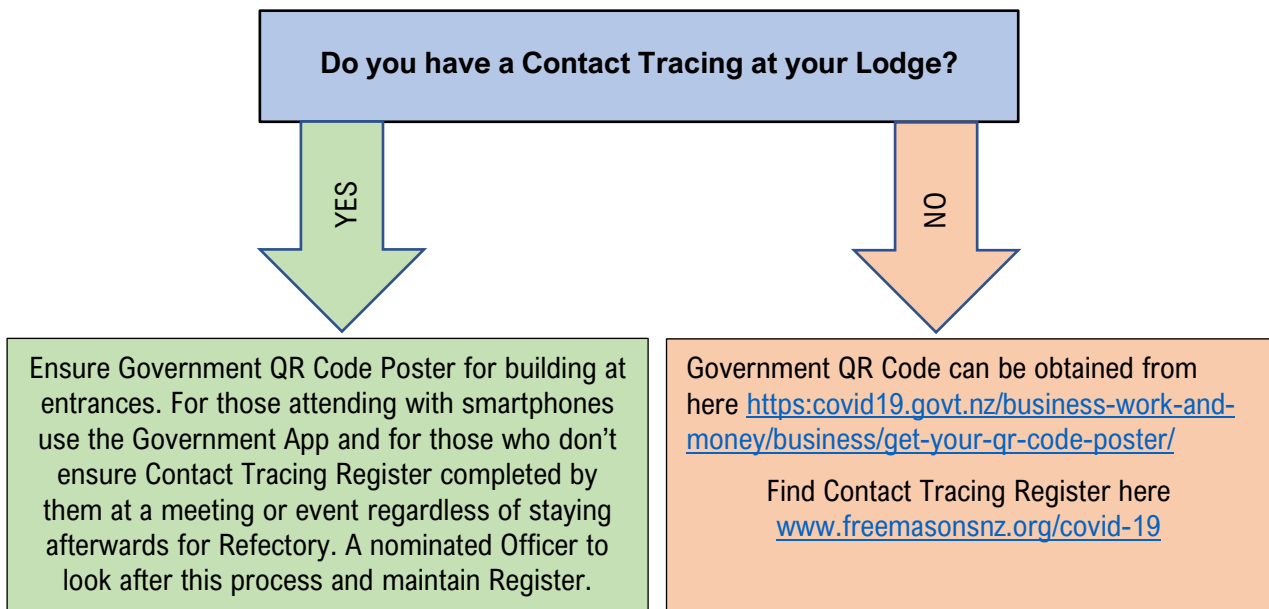 Do you have a Contact Tracing at your Lodge?
YES
NO
Ensure Government QR Code Poster for building at
entrances. For those attending with smartphones
use the Government App and for those who don’t
ensure Contact Tracing Register completed by
them at a meeting or event regardless of staying
afterwards for Refectory. A nominated Officer to
look after this process and maintain Register.
Government QR Code can be obtained from
here https:covid19.govt.nz/business-work-and-
money/business/get-your-qr-code-poster/
Find Contact Tracing Register here
www.freemasonsnz.org/covid-19